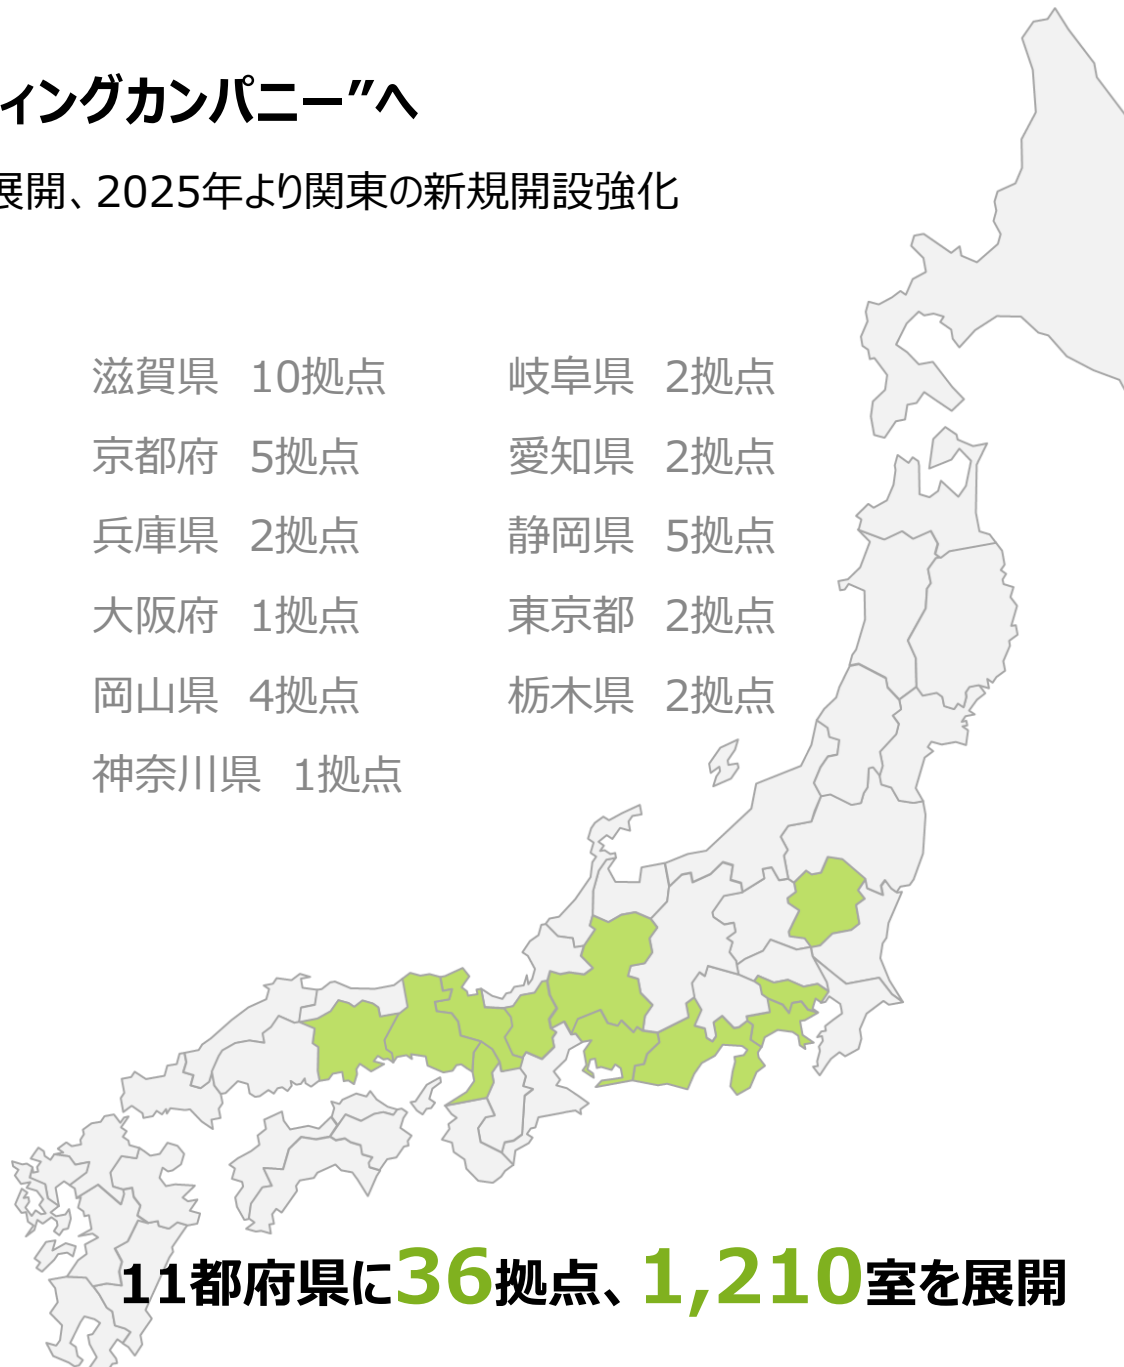 ィングカンパニー”へ
展開、2025年より関東の新規開設強化
滋賀県 10拠点
京都府 5拠点
兵庫県 2拠点
大阪府 1拠点
岡山県 4拠点
神奈川県 1拠点
岐阜県 2拠点
愛知県 2拠点
静岡県 5拠点
東京都 2拠点
栃木県 2拠点
11都府県に36拠点、1,210室を展開